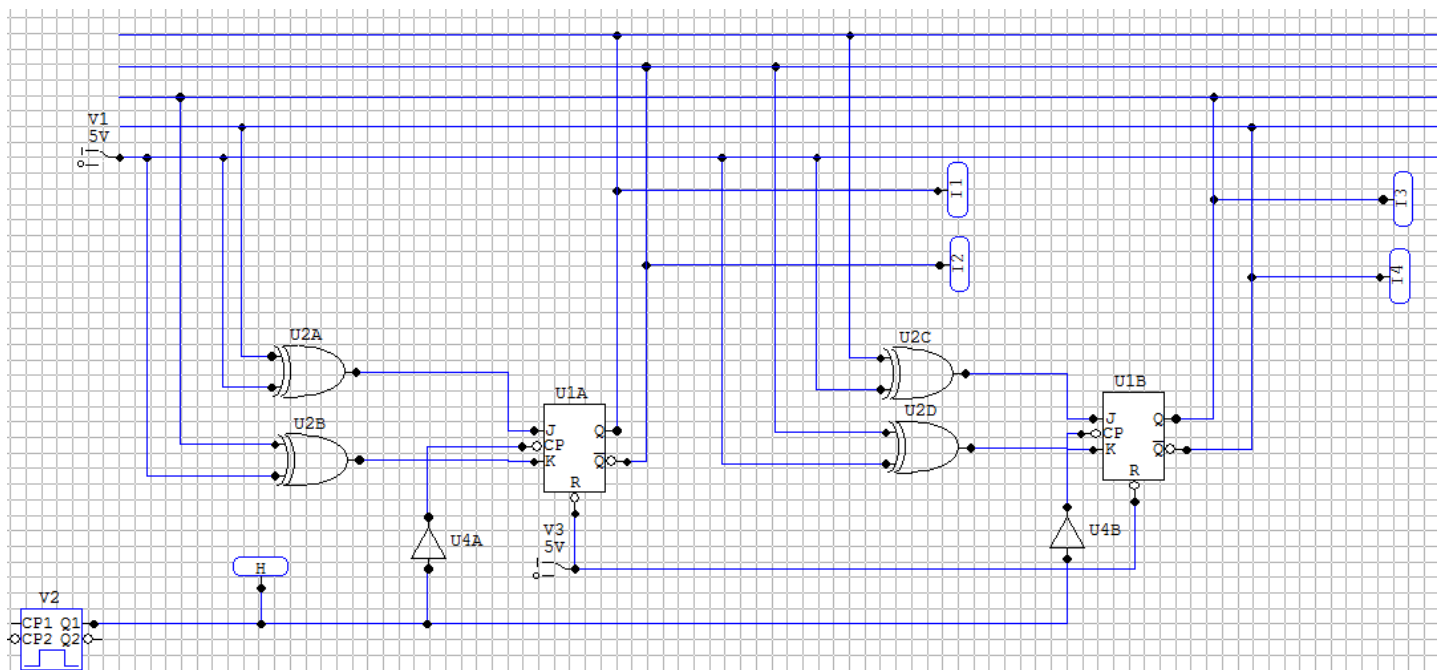 V1
5V
I1
I3
I2
I4
U2A
U2C
U1B
U1A
U2D
U2B
J Q
CP
K Q
R
J Q
CP
K Q
R
V3
5V
U4A
U4B
H
V2
CP1 Q1
CP2 Q2